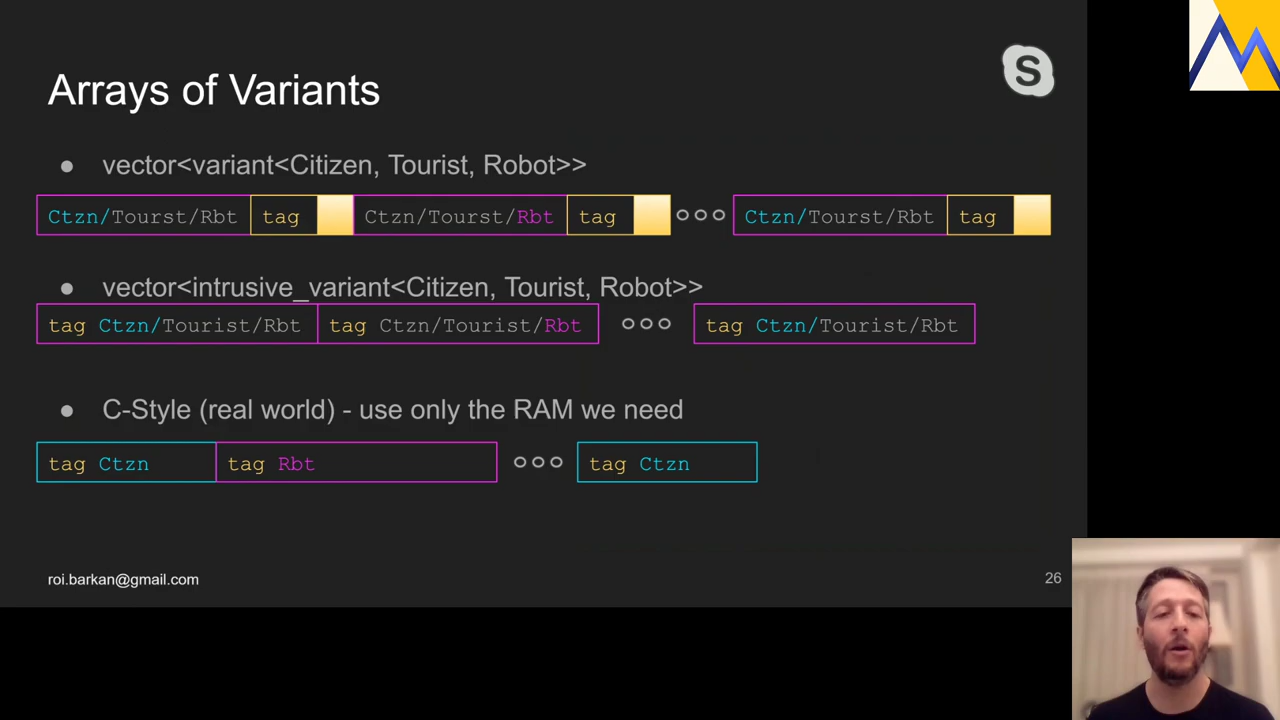 S
Arrays of Variants
● vector<variant<Citizen, Tourist, Robot>>
Ctzn/Tourst/Rbt tag Ctzn/Tourst/Rbt tag ooo Ctzn/Tourst/Rbt tag
● vector<intrusive_variant<Citizen, Tourist, Robot>>
tag Ctzn/Tourist/Rbt tag Ctzn/Tourist/Rbt ooo tag Ctzn/Tourist/Rbt
● C-Style (real world) - use only the RAM we need
tag Ctzn tag Rbt ooo tag Ctzn
roi.barkan@gmail.com
26